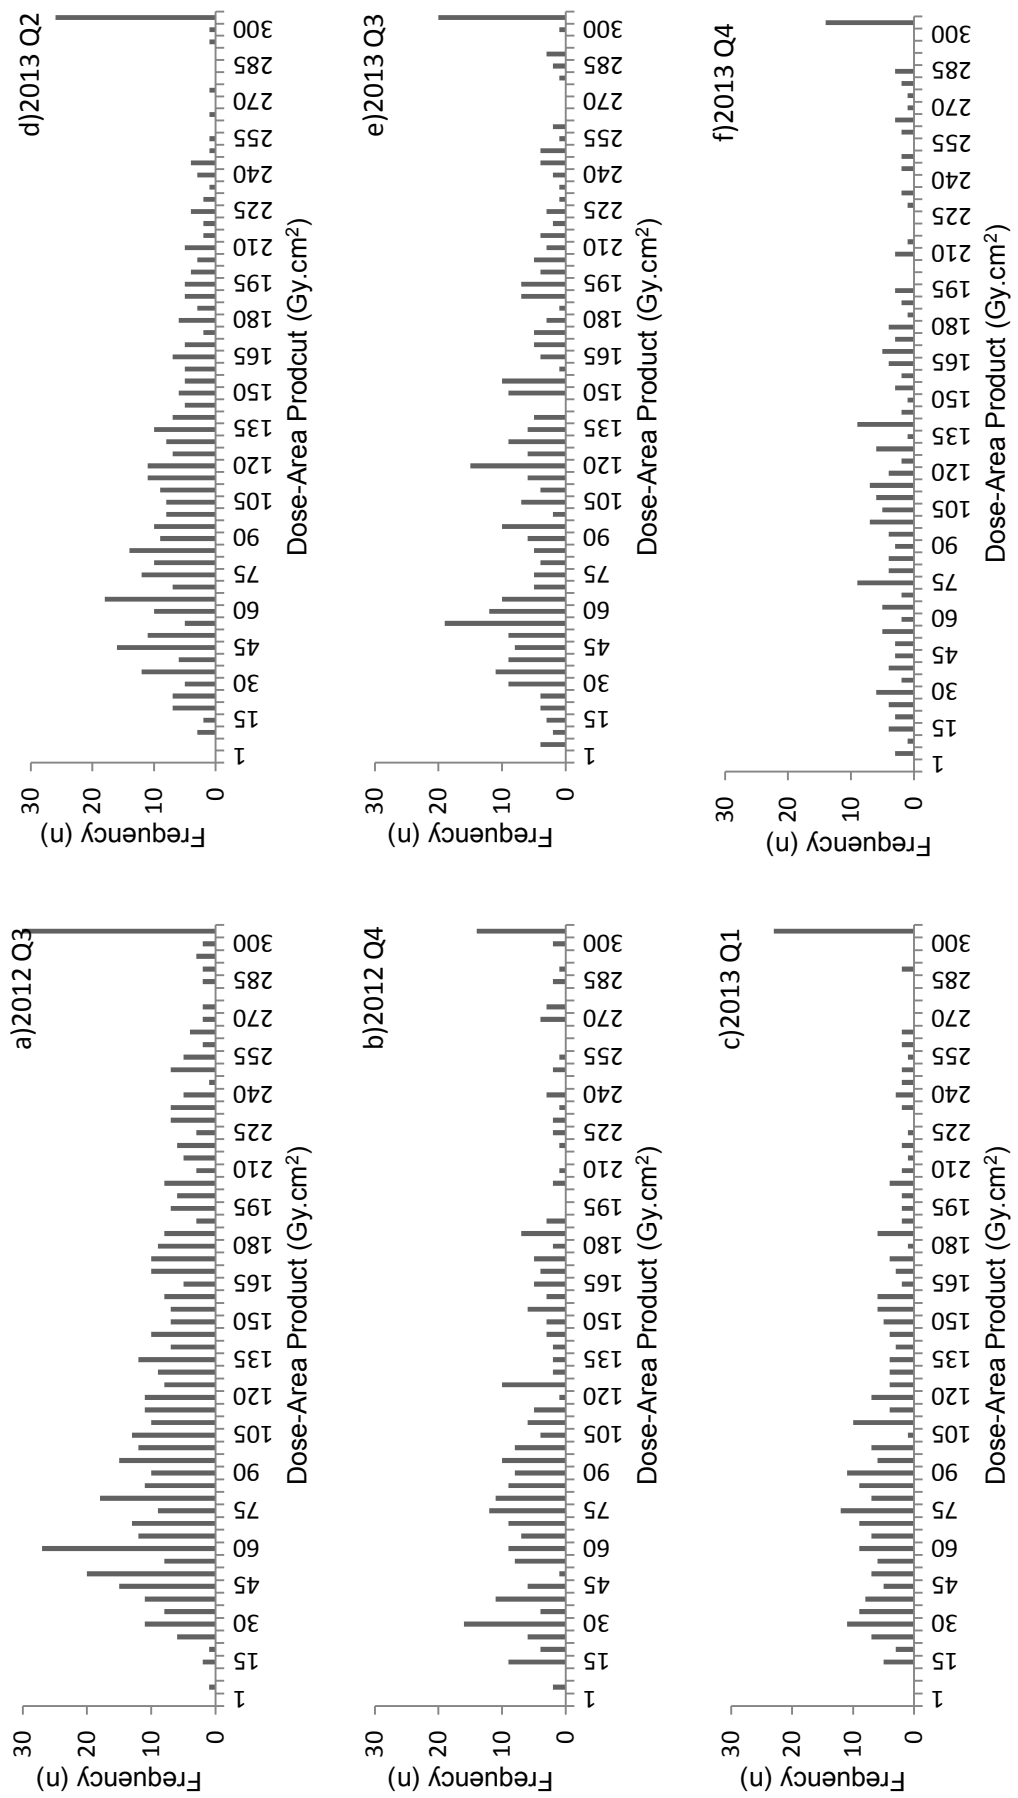 a)2012 Q3
Frequency (n)
30
20
10
0
1 15 30 45 60 75 90 105 120 135 150 165 180 195 210 225 240 255 270 285 300
Dose-Area Product (Gy.cm²)
b)2012 Q4
Frequency (n)
30
20
10
0
1 15 30 45 60 75 90 105 120 135 150 165 180 195 210 225 240 255 270 285 300
Dose-Area Product (Gy.cm²)
c)2013 Q1
Frequency (n)
30
20
10
0
1 15 30 45 60 75 90 105 120 135 150 165 180 195 210 225 240 255 270 285 300
Dose-Area Product (Gy.cm²)
d)2013 Q2
Frequency (n)
30
20
10
0
1 15 30 45 60 75 90 105 120 135 150 165 180 195 210 225 240 255 270 285 300
Dose-Area Prodcut (Gy.cm²)
e)2013 Q3
Frequency (n)
30
20
10
0
1 15 30 45 60 75 90 105 120 135 150 165 180 195 210 225 240 255 270 285 300
Dose-Area Product (Gy.cm²)
f)2013 Q4
Frequency (n)
30
20
10
0
1 15 30 45 60 75 90 105 120 135 150 165 180 195 210 225 240 255 270 285 300
Dose-Area Product (Gy.cm²)